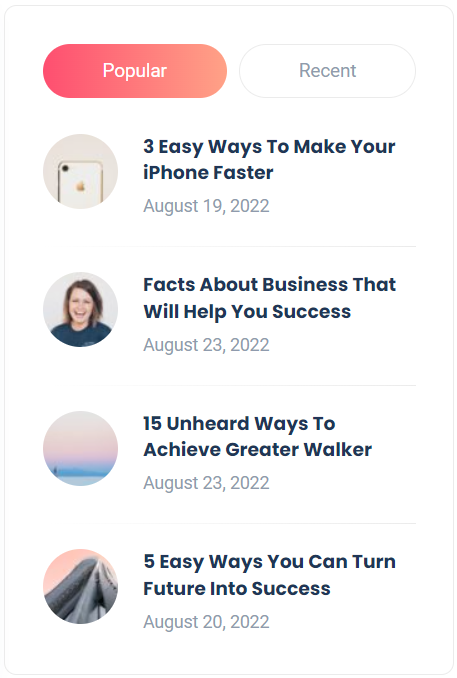 Popular
Recent
3 Easy Ways To Make Your
iPhone Faster
August 19, 2022
Facts About Business That
Will Help You Success
August 23, 2022
15 Unheard Ways To
Achieve Greater Walker
August 23, 2022
5 Easy Ways You Can Turn
Future Into Success
August 20, 2022